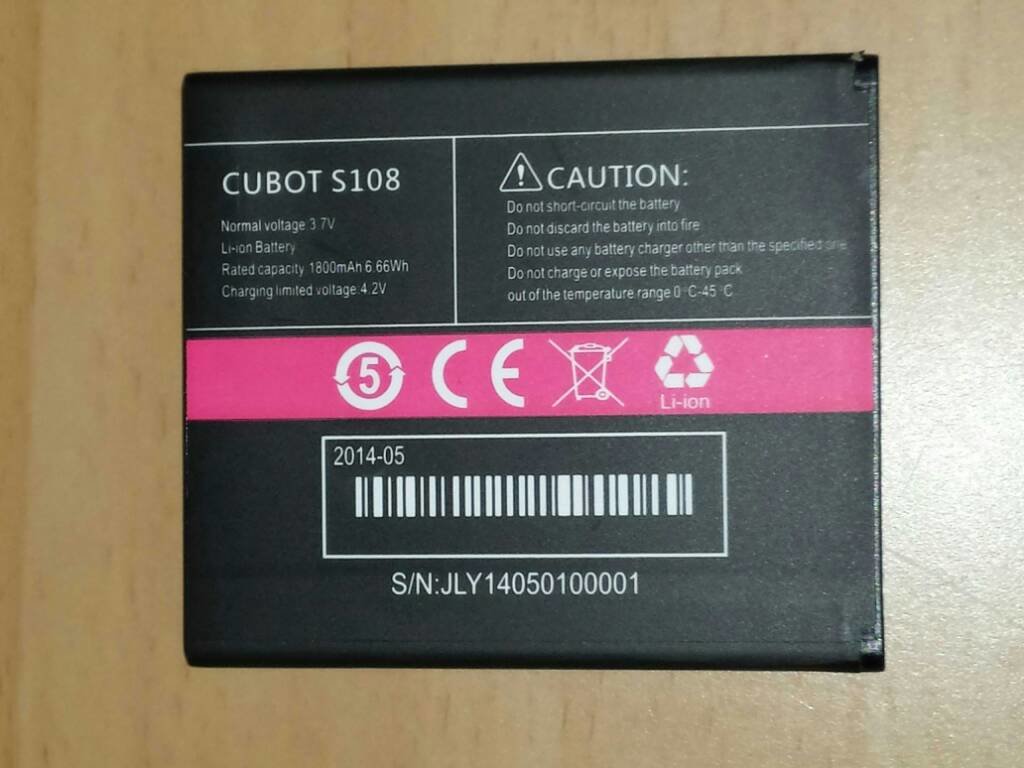 CUBOT S108
Normal voltage 3.7V
Li-ion Battery
Rated capacity 1800mAh 6.66Wh
Charging limited voltage 4.2V
CAUTION:
Do not short-circuit the battery
Do not discard the battery into fire
Do not use any battery charger other than the specified one
Do not charge or expose the battery pack
out of the temperature range 0°C-45°C
5
CE
Li-ion
2014-05
S/N:JLY14050100001